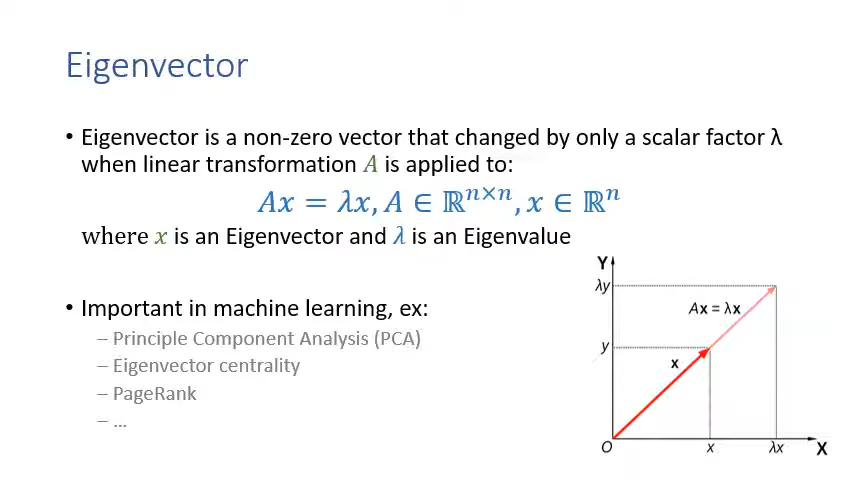 Eigenvector
• Eigenvector is a non-zero vector that changed by only a scalar factor λ
when linear transformation A is applied to:
Ax = λx, A ∈ ℝⁿˣⁿ, x ∈ ℝⁿ
where x is an Eigenvector and λ is an Eigenvalue
• Important in machine learning, ex:
– Principle Component Analysis (PCA)
– Eigenvector centrality
– PageRank
– ...
Y
λy
Ax = λx
y
x
O
x
λx
X